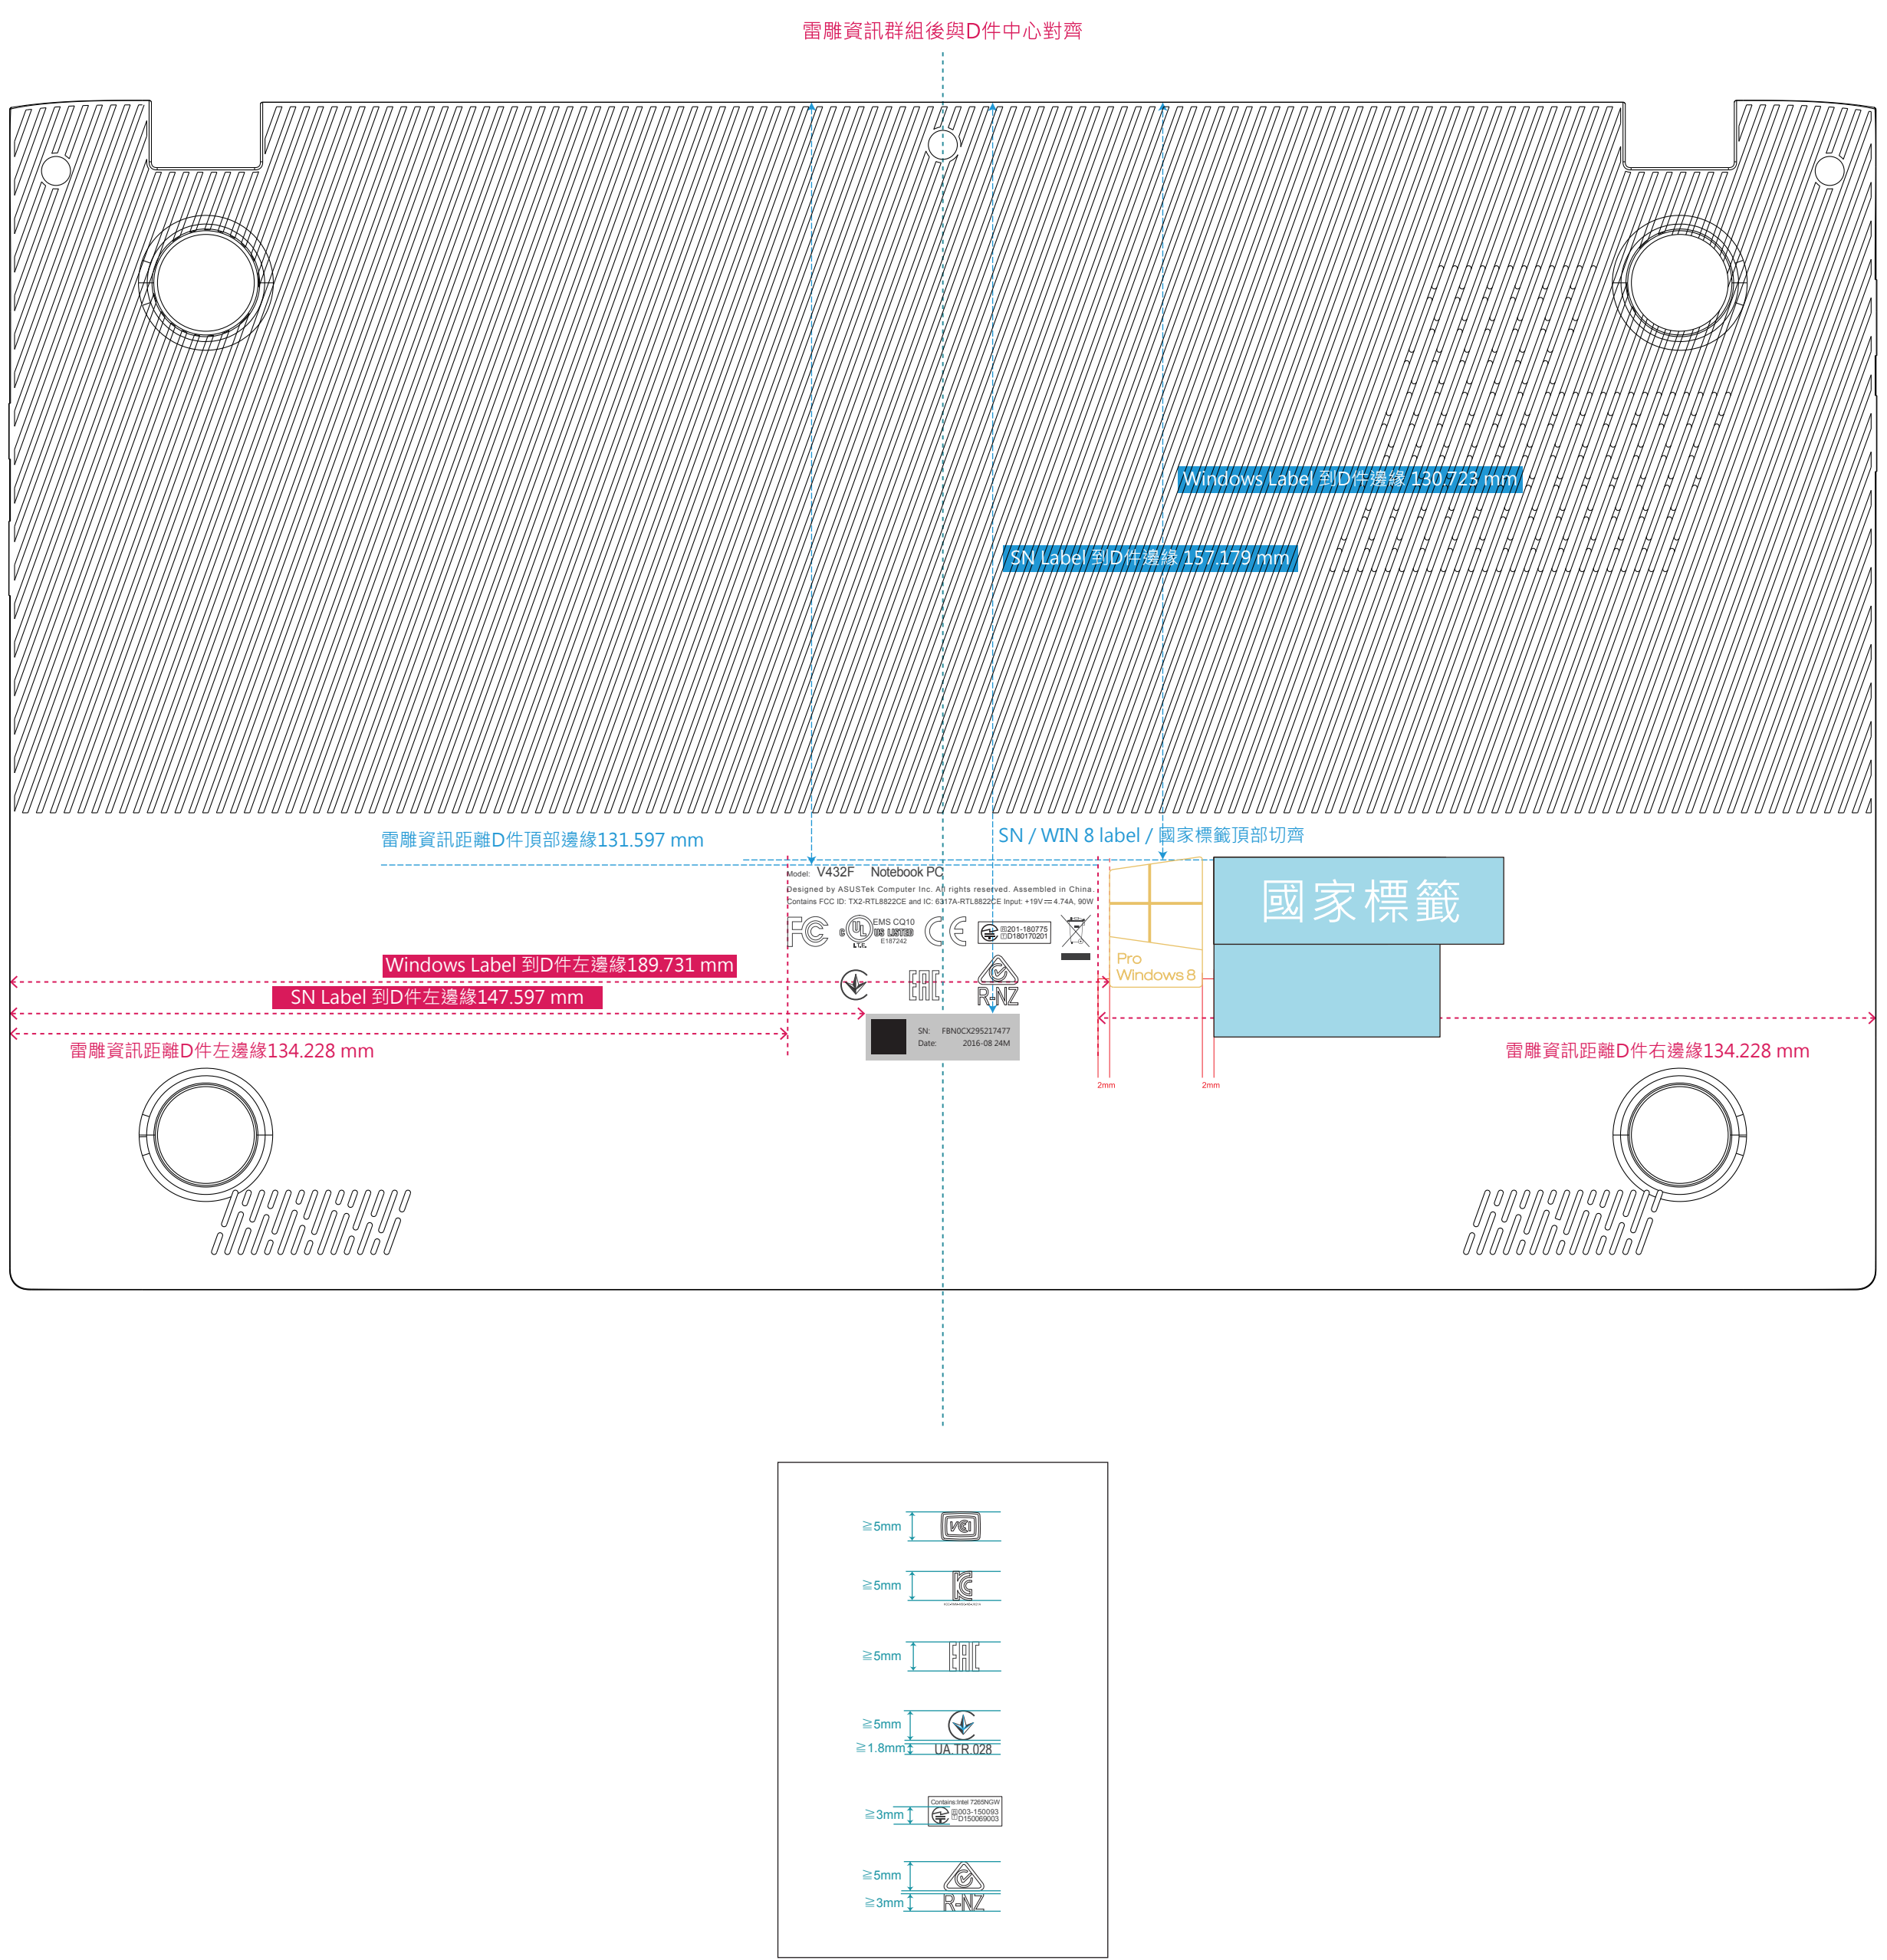 雷雕資訊群組後與D件中心對齊
Windows Label 到D件邊緣 130.723 mm
SN Label 到D件邊緣 157.179 mm
雷雕資訊距離D件頂部邊緣131.597 mm
SN / WIN 8 label / 國家標籤頂部切齊
Model: V432F Notebook PC
Designed by ASUSTek Computer Inc. All rights reserved. Assembled in China.
Contains FCC ID: TX2-RTL8822CE and IC: 6317A-RTL8822CE Input: +19V⎓4.74A, 90W
國家標籤
FC
C UL US LISTED
I.T.E.
EMS CQ10
E187242
CE
R 201-180775
T D180170201
Pro
Windows 8
Windows Label 到D件左邊緣189.731 mm
EAC
R-NZ
SN Label 到D件左邊緣147.597 mm
SN: FBN0CX295217477
Date: 2016-08 24M
雷雕資訊距離D件左邊緣134.228 mm
雷雕資訊距離D件右邊緣134.228 mm
2mm
2mm
≧5mm
VCI
≧5mm
KC
≧5mm
EAC
≧5mm
≧1.8mm
UA.TR.028
Contains:Intel 7265NGW
≧3mm
R 003-150093
T D150069003
≧5mm
≧3mm
R-NZ